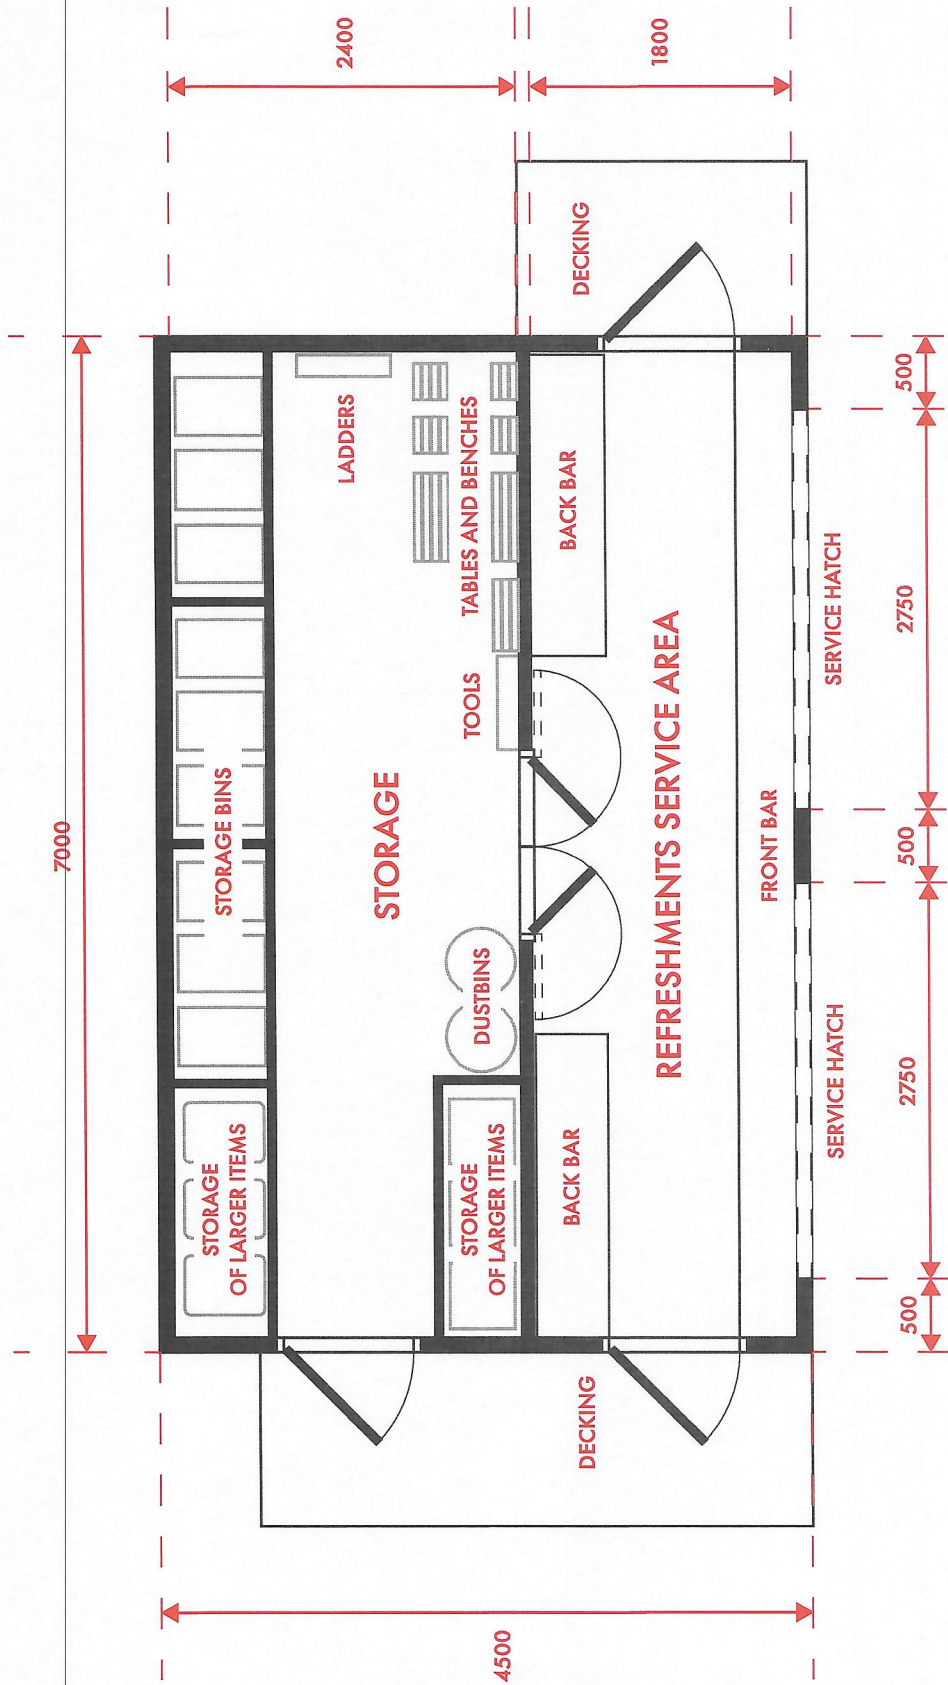 7000
4500
2400
1800
STORAGE
OF LARGER ITEMS
STORAGE BINS
STORAGE
LADDERS
STORAGE
OF LARGER ITEMS
DUSTBINS
TOOLS
TABLES AND BENCHES
DECKING
BACK BAR
BACK BAR
DECKING
REFRESHMENTS SERVICE AREA
FRONT BAR
SERVICE HATCH
SERVICE HATCH
500
2750
500
2750
500